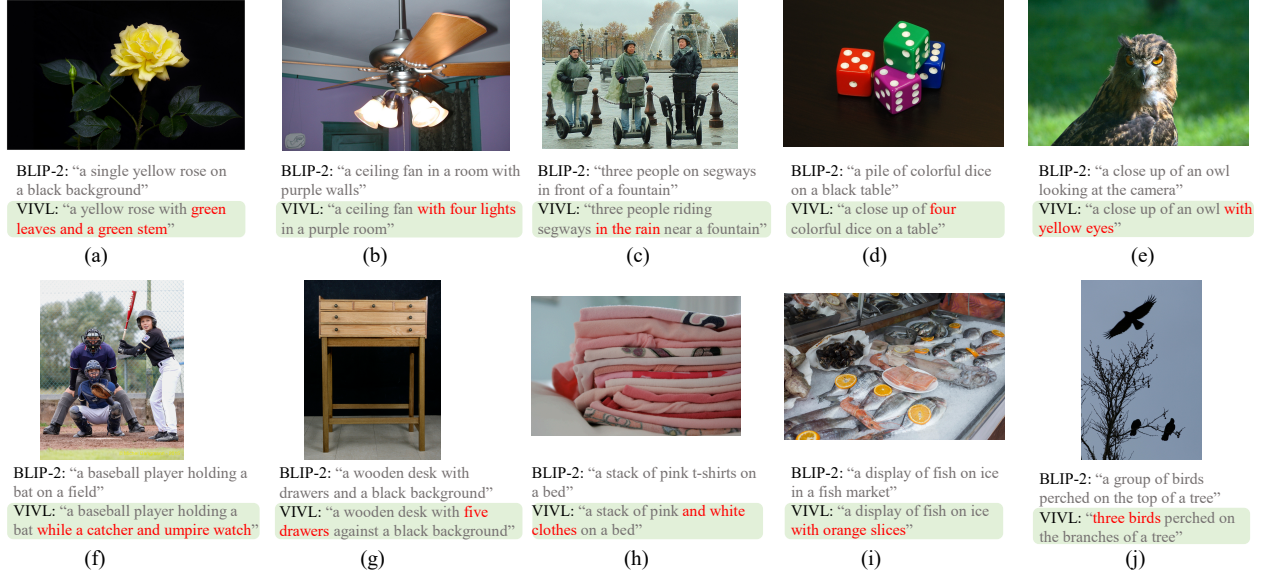 BLIP-2: “a single yellow rose on
a black background”
VIVL: “a yellow rose with green
leaves and a green stem”
(a)
BLIP-2: “a ceiling fan in a room with
purple walls”
VIVL: “a ceiling fan with four lights
in a purple room”
(b)
BLIP-2: “three people on segways
in front of a fountain”
VIVL: “three people riding
segways in the rain near a fountain”
(c)
BLIP-2: “a pile of colorful dice
on a black table”
VIVL: “a close up of four
colorful dice on a table”
(d)
BLIP-2: “a close up of an owl
looking at the camera”
VIVL: “a close up of an owl with
yellow eyes”
(e)
BLIP-2: “a baseball player holding a
bat on a field”
VIVL: “a baseball player holding a
bat while a catcher and umpire watch”
(f)
BLIP-2: “a wooden desk with
drawers and a black background”
VIVL: “a wooden desk with five
drawers against a black background”
(g)
BLIP-2: “a stack of pink t-shirts on
a bed”
VIVL: “a stack of pink and white
clothes on a bed”
(h)
BLIP-2: “a display of fish on ice
in a fish market”
VIVL: “a display of fish on ice
with orange slices”
(i)
BLIP-2: “a group of birds
perched on the top of a tree”
VIVL: “three birds perched on
the branches of a tree”
(j)